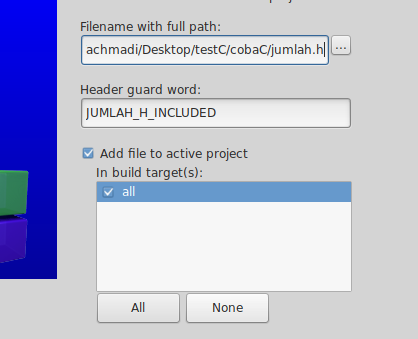 Filename with full path:
achmadi/Desktop/testC/cobaC/jumlah.h
...
Header guard word:
JUMLAH_H_INCLUDED
Add file to active project
In build target(s):
all
All
None